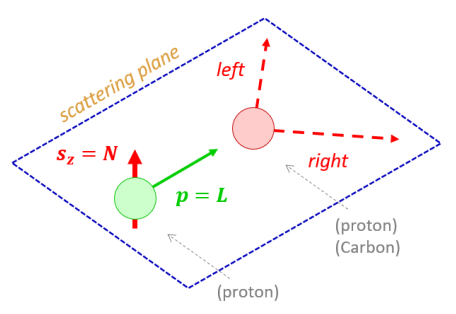 scattering plane
left
s_z = N
right
p = L
(proton)
(Carbon)
(proton)